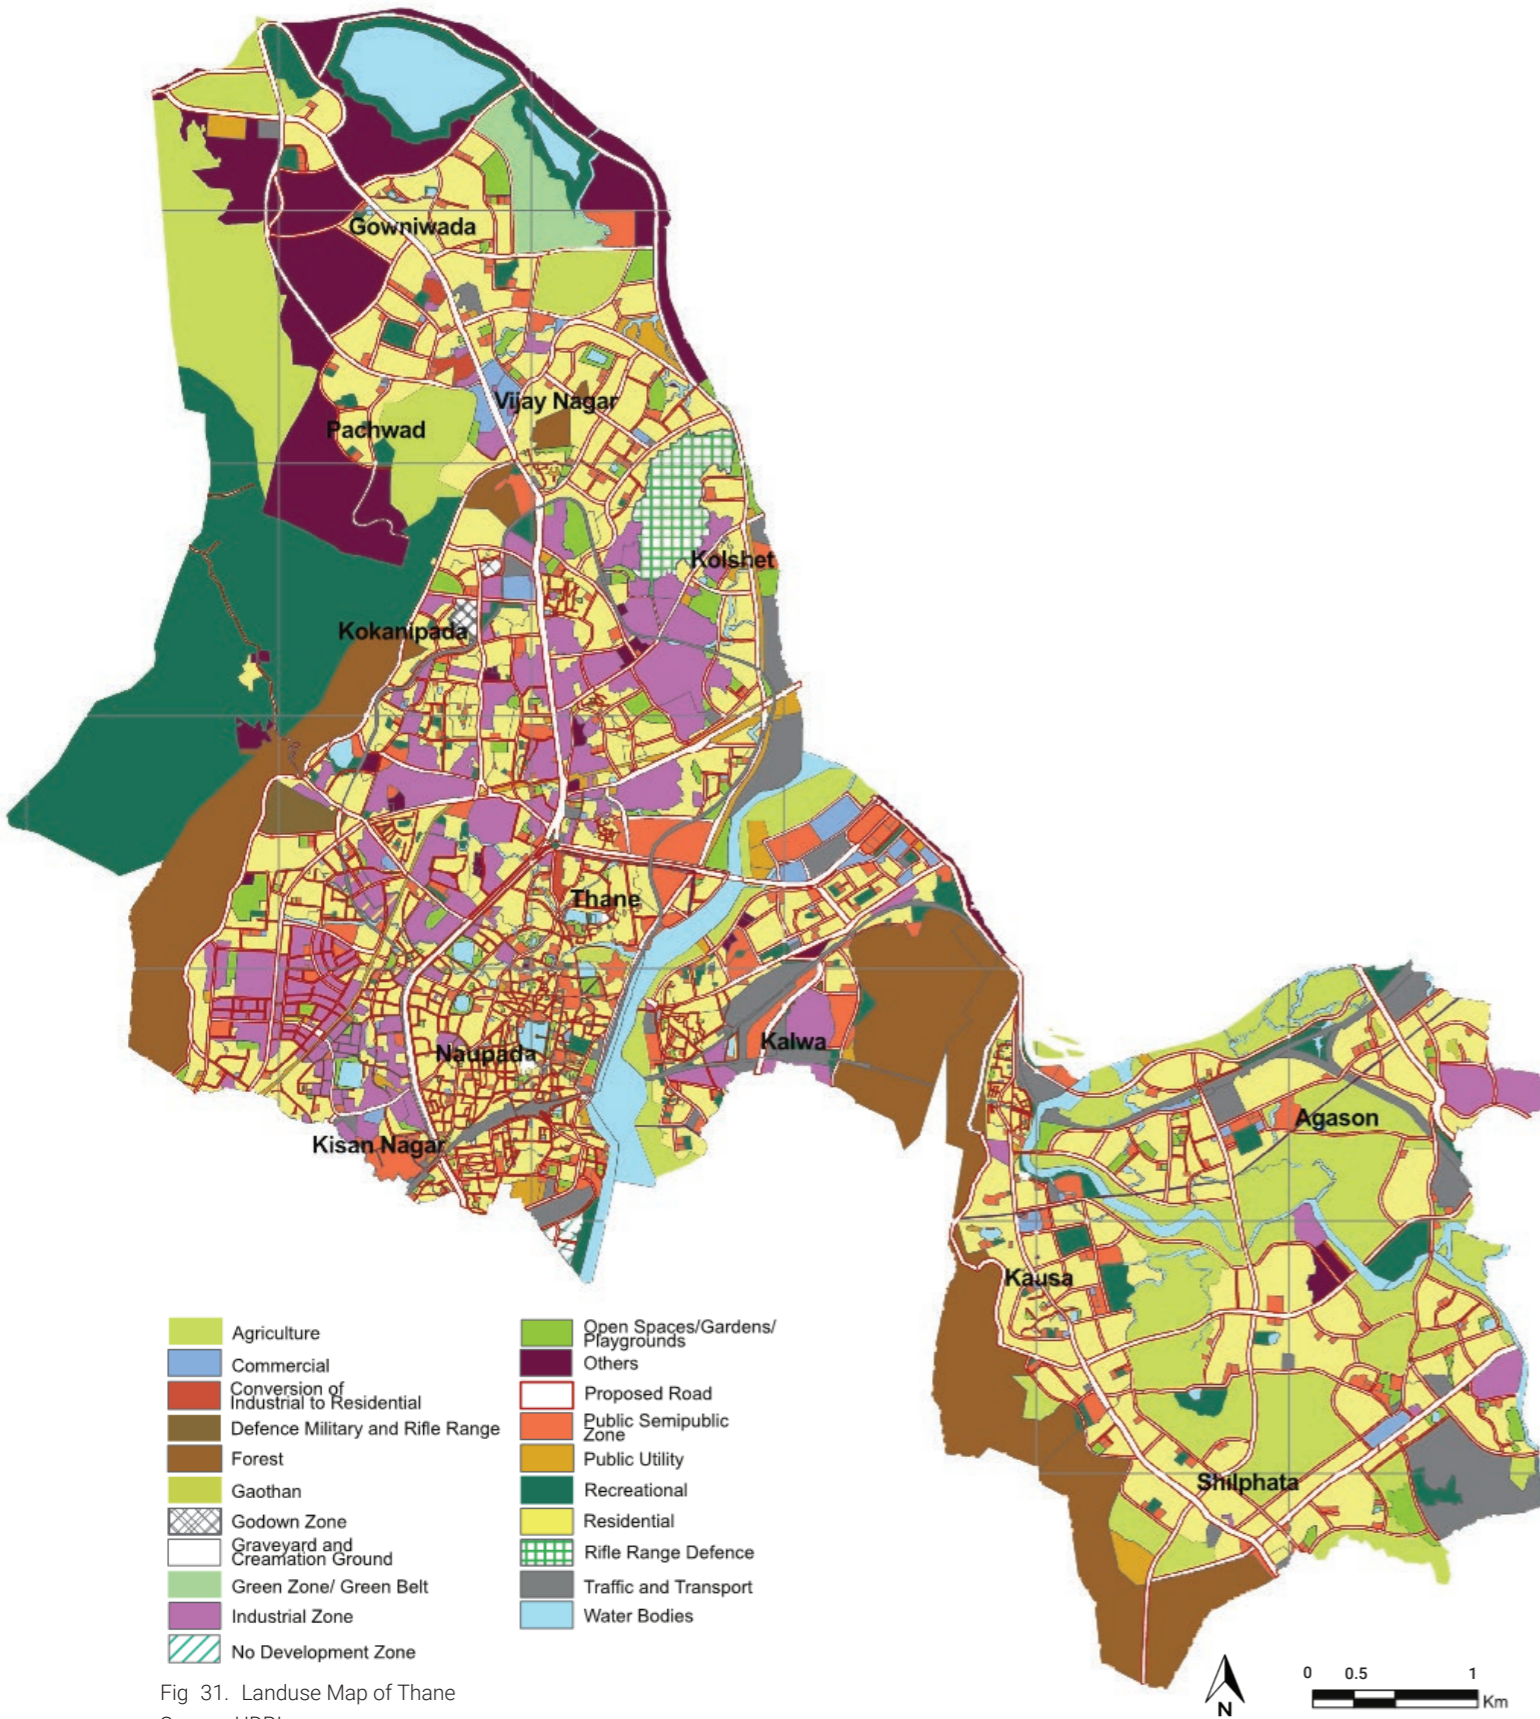 Gowniwada
Vijay Nagar
Pachwad
Kolshet
Kokanipada
Thane
Kalwa
Naupada
Agason
Kisan Nagar
Kausa
Shilphata
Agriculture
Commercial
Conversion of
Industrial to Residential
Defence Military and Rifle Range
Forest
Gaothan
Godown Zone
Graveyard and
Creamation Ground
Green Zone/ Green Belt
Industrial Zone
No Development Zone
Open Spaces/Gardens/
Playgrounds
Others
Proposed Road
Public Semipublic
Zone
Public Utility
Recreational
Residential
Rifle Range Defence
Traffic and Transport
Water Bodies
N
0 0.5 1
Km
Fig 31. Landuse Map of Thane